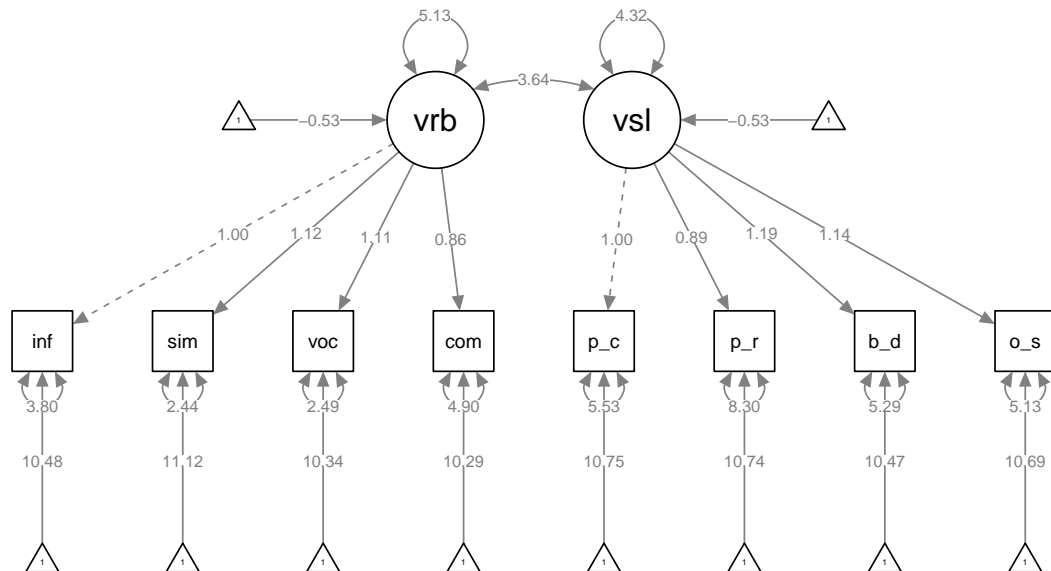 5.13 4.32
3.64
vrb vsl
1 −0.53 −0.53 1
1.00 1.12 1.11 0.86 1.00 0.89 1.19 1.14
inf sim voc com p_c p_r b_d o_s
3.80 2.44 2.49 4.90 5.53 8.30 5.29 5.13
10.48 11.12 10.34 10.29 10.75 10.74 10.47 10.69
1 1 1 1 1 1 1 1